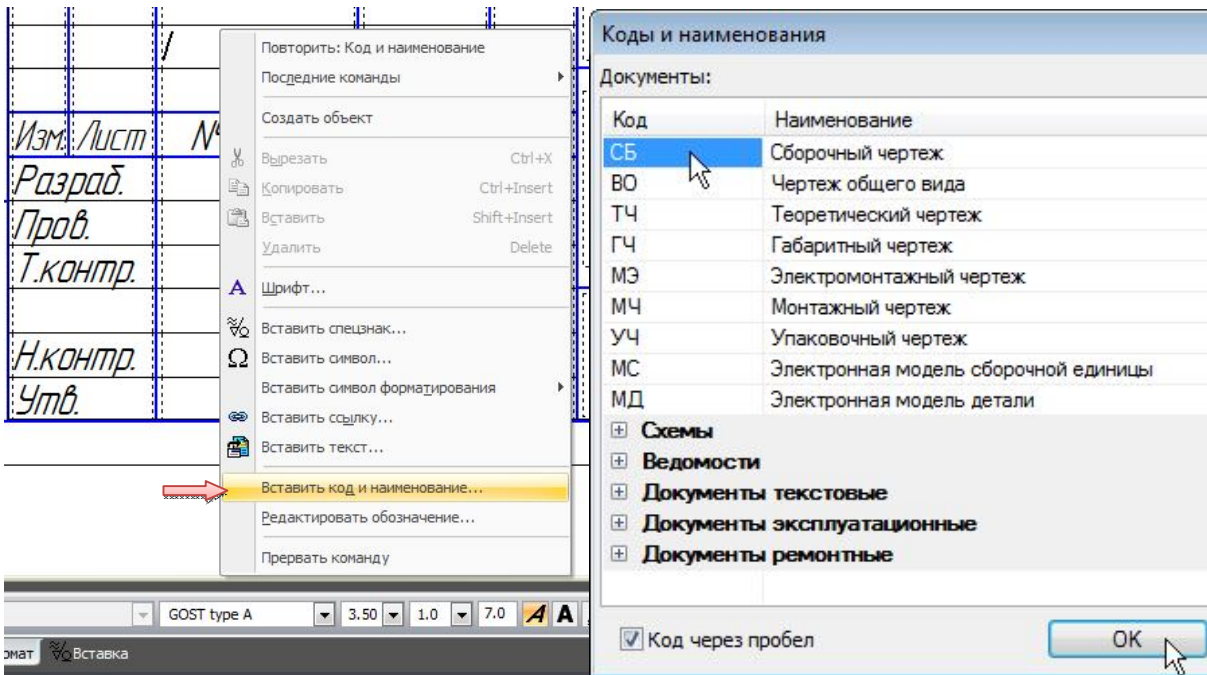 Изм. Лист №
Разраб.
Пров.
Т.контр.
Н.контр.
Утв.
Повторить: Код и наименование
Последние команды
Создать объект
Вырезать Ctrl+X
Копировать Ctrl+Insert
Вставить Shift+Insert
Удалить Delete
A Шрифт...
Вставить спецзнак...
Ω Вставить символ...
Вставить символ форматирования
Вставить ссылку...
Вставить текст...
Вставить код и наименование...
Редактировать обозначение...
Прервать команду
GOST type A 3.50 1.0 7.0 A A
рмат Вставка
Коды и наименования
Документы:
Код Наименование
СБ Сборочный чертеж
ВО Чертеж общего вида
ТЧ Теоретический чертеж
ГЧ Габаритный чертеж
МЭ Электромонтажный чертеж
МЧ Монтажный чертеж
УЧ Упаковочный чертеж
МС Электронная модель сборочной единицы
МД Электронная модель детали
Схемы
Ведомости
Документы текстовые
Документы эксплуатационные
Документы ремонтные
Код через пробел OK